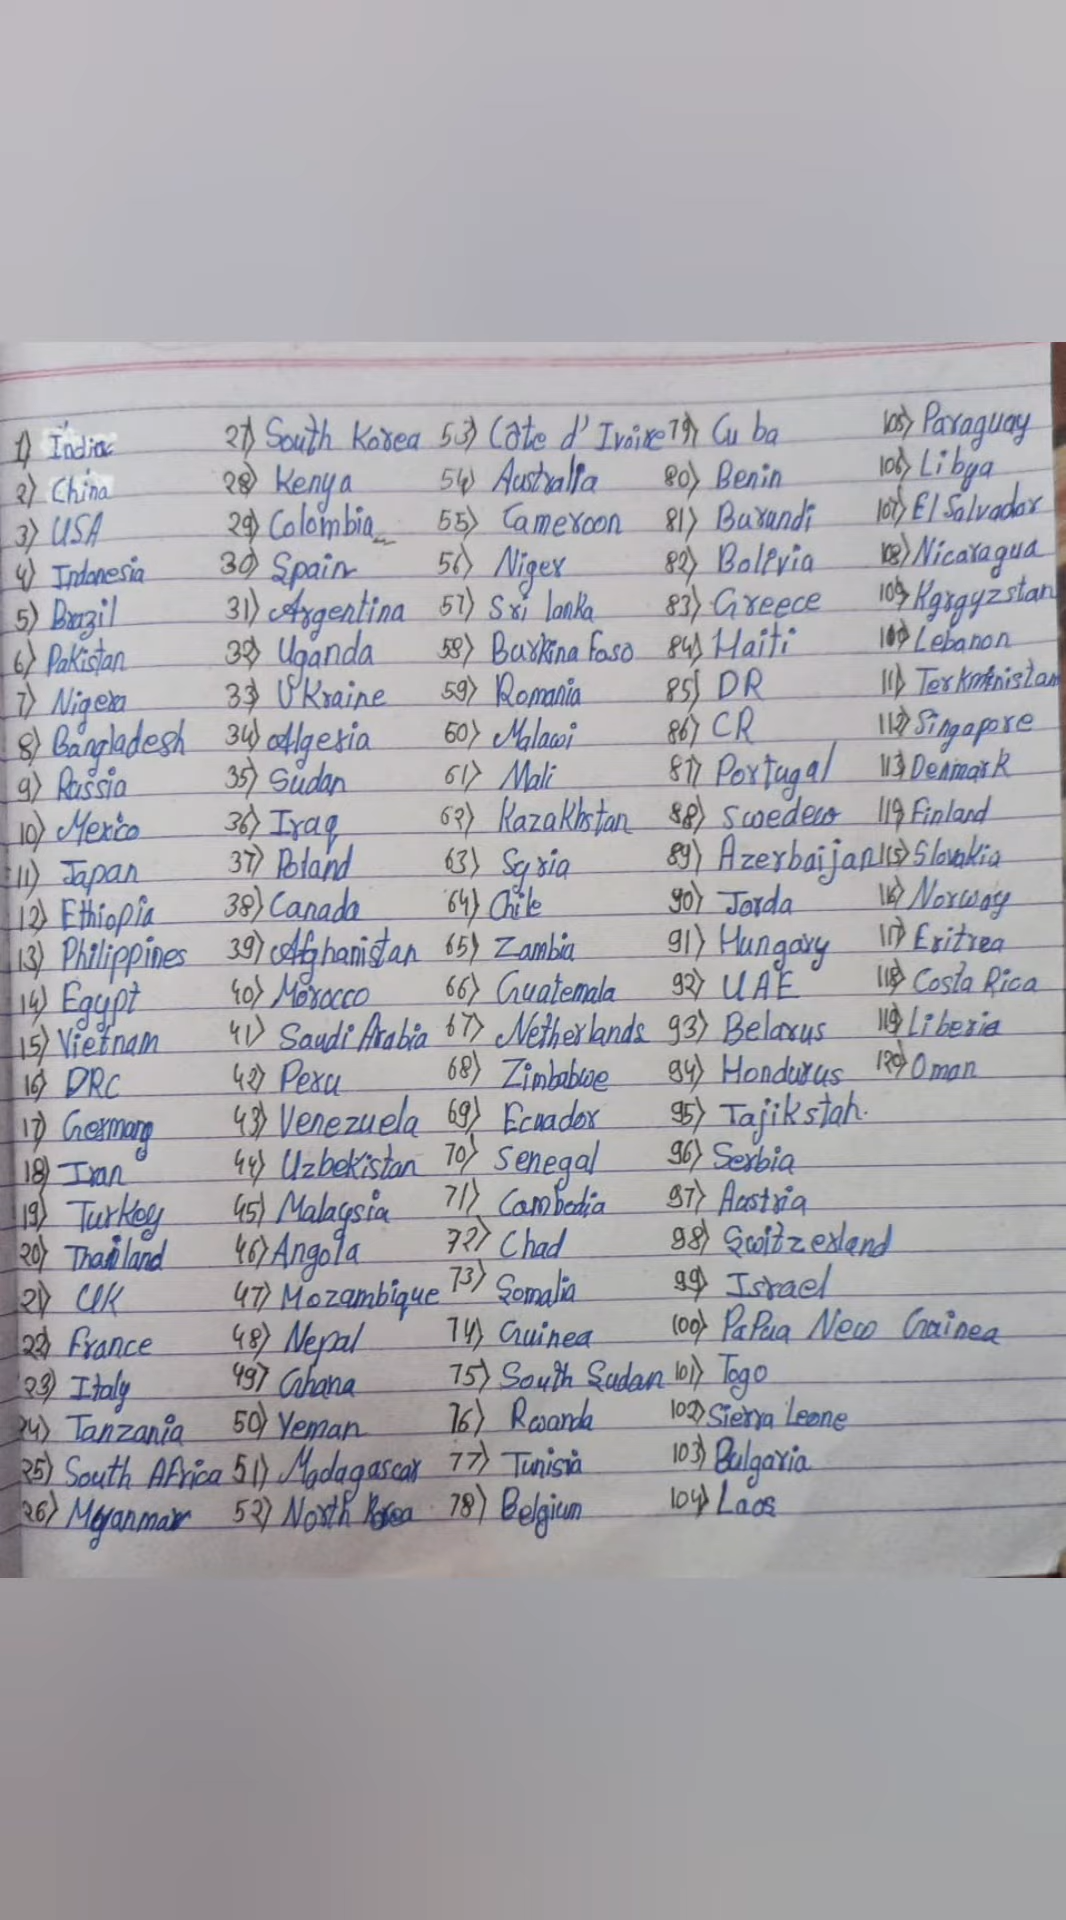 1) India
2) China
3) USA
4) Indonesia
5) Brazil
6) Pakistan
7) Nigera
8) Bangladesh
9) Russia
10) Mexico
11) Japan
12) Ethiopia
13) Philippines
14) Egypt
15) Vietnam
16) DRC
17) Germany
18) Iran
19) Turkey
20) Thailand
21) UK
22) France
23) Italy
24) Tanzania
25) South Africa
26) Myanmar
27) South Korea
28) Kenya
29) Colombia
30) Spain
31) Argentina
32) Uganda
33) Ukraine
34) Algeria
35) Sudan
36) Iraq
37) Poland
38) Canada
39) Afghanistan
40) Morocco
41) Saudi Arabia
42) Peru
43) Venezuela
44) Uzbekistan
45) Malaysia
46) Angola
47) Mozambique
48) Nepal
49) Ghana
50) Yeman
51) Madagascar
52) North Korea
53) Côte d' Ivoire
54) Australia
55) Cameroon
56) Niger
57) Sri lanka
58) Burkina Faso
59) Romania
60) Malawi
61) Mali
62) Kazakhstan
63) Syria
64) Chile
65) Zambia
66) Guatemala
67) Netherlands
68) Zimbabwe
69) Ecuador
70) Senegal
71) Cambodia
72) Chad
73) Somalia
74) Guinea
75) South Sudan
76) Rwanda
77) Tunisia
78) Belgium
79) Cuba
80) Benin
81) Burundi
82) Bolivia
83) Greece
84) Haiti
85) DR
86) CR
87) Portugal
88) Sweden
89) Azerbaijan
90) Jorda
91) Hungary
92) UAE
93) Belarus
94) Hondurus
95) Tajikstah.
96) Serbia
97) Austria
98) Switzerland
99) Israel
100) PaPua New Gainea
101) Togo
102) Sierra Leone
103) Bulgaria
104) Laos
105) Paraguay
106) Libya
107) El Salvador
108) Nicaragua
109) Kyrgyzstan
110) Lebanon
111) Terkministan
112) Singapore
113) Denmark
114) Finland
115) Slovakia
116) Norway
117) Eritrea
118) Costa Rica
119) Liberia
120) Oman